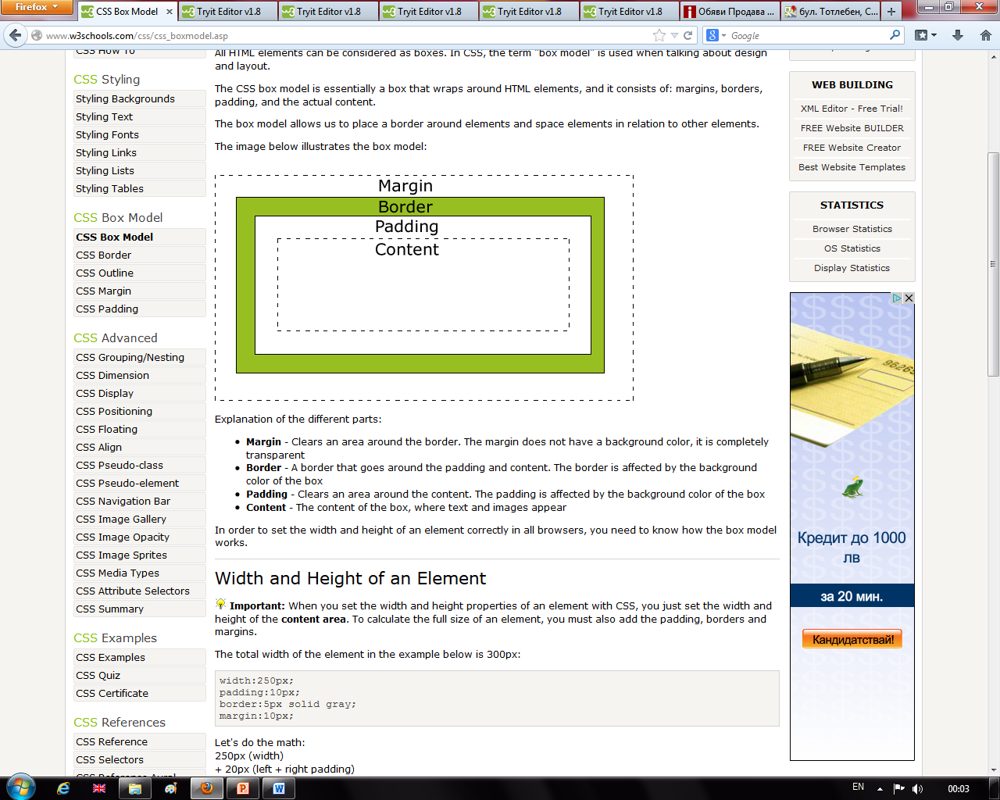 Firefox
CSS Box Model
Tryit Editor v1.8
Tryit Editor v1.8
Tryit Editor v1.8
Tryit Editor v1.8
Tryit Editor v1.8
Обяви Продава ...
бул. Тотлебен, С...
www.w3schools.com/css/css_boxmodel.asp
Google
CSS How To
CSS Styling
Styling Backgrounds
Styling Text
Styling Fonts
Styling Links
Styling Lists
Styling Tables
CSS Box Model
CSS Box Model
CSS Border
CSS Outline
CSS Margin
CSS Padding
CSS Advanced
CSS Grouping/Nesting
CSS Dimension
CSS Display
CSS Positioning
CSS Floating
CSS Align
CSS Pseudo-class
CSS Pseudo-element
CSS Navigation Bar
CSS Image Gallery
CSS Image Opacity
CSS Image Sprites
CSS Media Types
CSS Attribute Selectors
CSS Summary
CSS Examples
CSS Examples
CSS Quiz
CSS Certificate
CSS References
CSS Reference
CSS Selectors
CSS Reference Aural
All HTML elements can be considered as boxes. In CSS, the term "box model" is used when talking about design
and layout.
The CSS box model is essentially a box that wraps around HTML elements, and it consists of: margins, borders,
padding, and the actual content.
The box model allows us to place a border around elements and space elements in relation to other elements.
The image below illustrates the box model:
Margin
Border
Padding
Content
Explanation of the different parts:
• Margin - Clears an area around the border. The margin does not have a background color, it is completely
transparent
• Border - A border that goes around the padding and content. The border is affected by the background
color of the box
• Padding - Clears an area around the content. The padding is affected by the background color of the box
• Content - The content of the box, where text and images appear
In order to set the width and height of an element correctly in all browsers, you need to know how the box model
works.
Width and Height of an Element
Important: When you set the width and height properties of an element with CSS, you just set the width and
height of the content area. To calculate the full size of an element, you must also add the padding, borders and
margins.
The total width of the element in the example below is 300px:
width:250px;
padding:10px;
border:5px solid gray;
margin:10px;
Let's do the math:
250px (width)
+ 20px (left + right padding)
WEB BUILDING
XML Editor - Free Trial!
FREE Website BUILDER
FREE Website Creator
Best Website Templates
STATISTICS
Browser Statistics
OS Statistics
Display Statistics
Кредит до 1000
лв
за 20 мин.
Кандидатствай!
EN
00:03